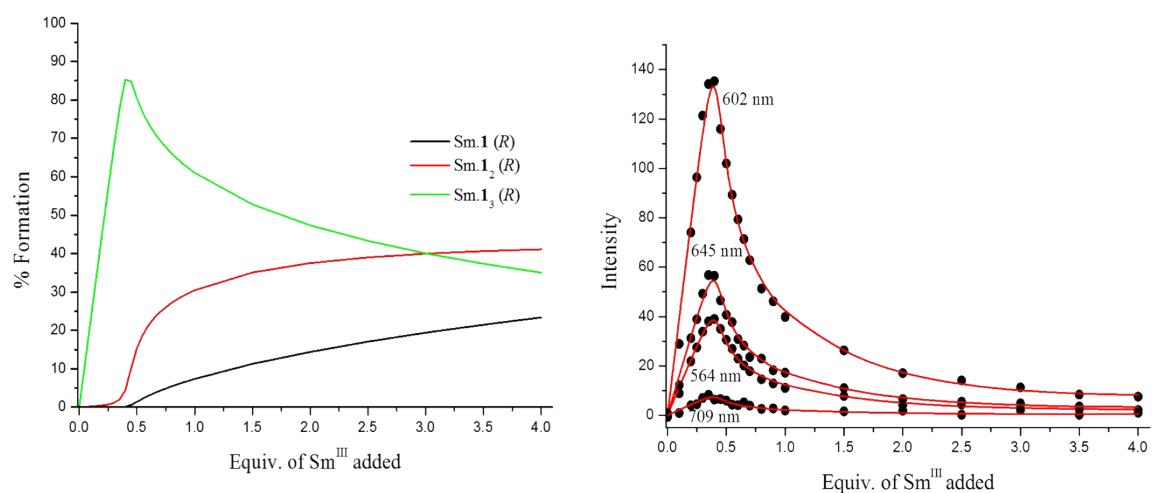 100
90
80
70
60
50
40
30
20
10
0
% Formation
Sm.1 (R)
Sm.1₂ (R)
Sm.1₃ (R)
0.0 0.5 1.0 1.5 2.0 2.5 3.0 3.5 4.0
Equiv. of Smᴵᴵᴵ added
140
120
100
80
60
40
20
0
Intensity
602 nm
645 nm
564 nm
709 nm
0.0 0.5 1.0 1.5 2.0 2.5 3.0 3.5 4.0
Equiv. of Smᴵᴵᴵ added